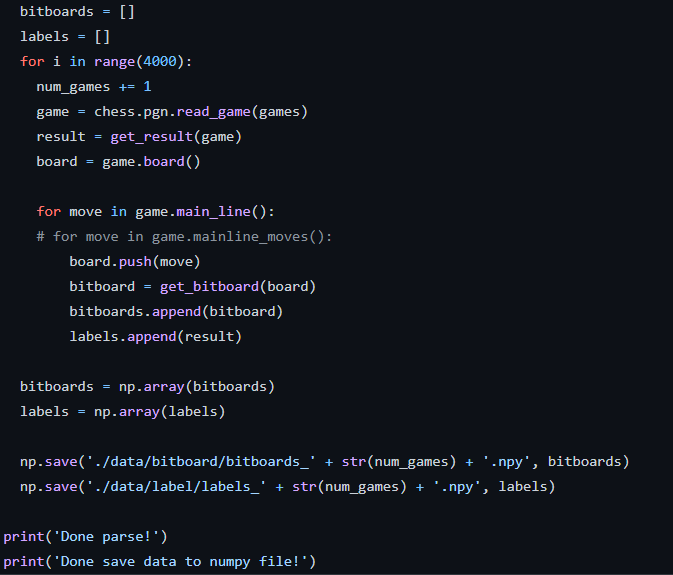 bitboards = []
labels = []
for i in range(4000):
num_games += 1
game = chess.pgn.read_game(games)
result = get_result(game)
board = game.board()
for move in game.main_line():
# for move in game.mainline_moves():
board.push(move)
bitboard = get_bitboard(board)
bitboards.append(bitboard)
labels.append(result)
bitboards = np.array(bitboards)
labels = np.array(labels)
np.save('./data/bitboard/bitboards_' + str(num_games) + '.npy', bitboards)
np.save('./data/label/labels_' + str(num_games) + '.npy', labels)
print('Done parse!')
print('Done save data to numpy file!')